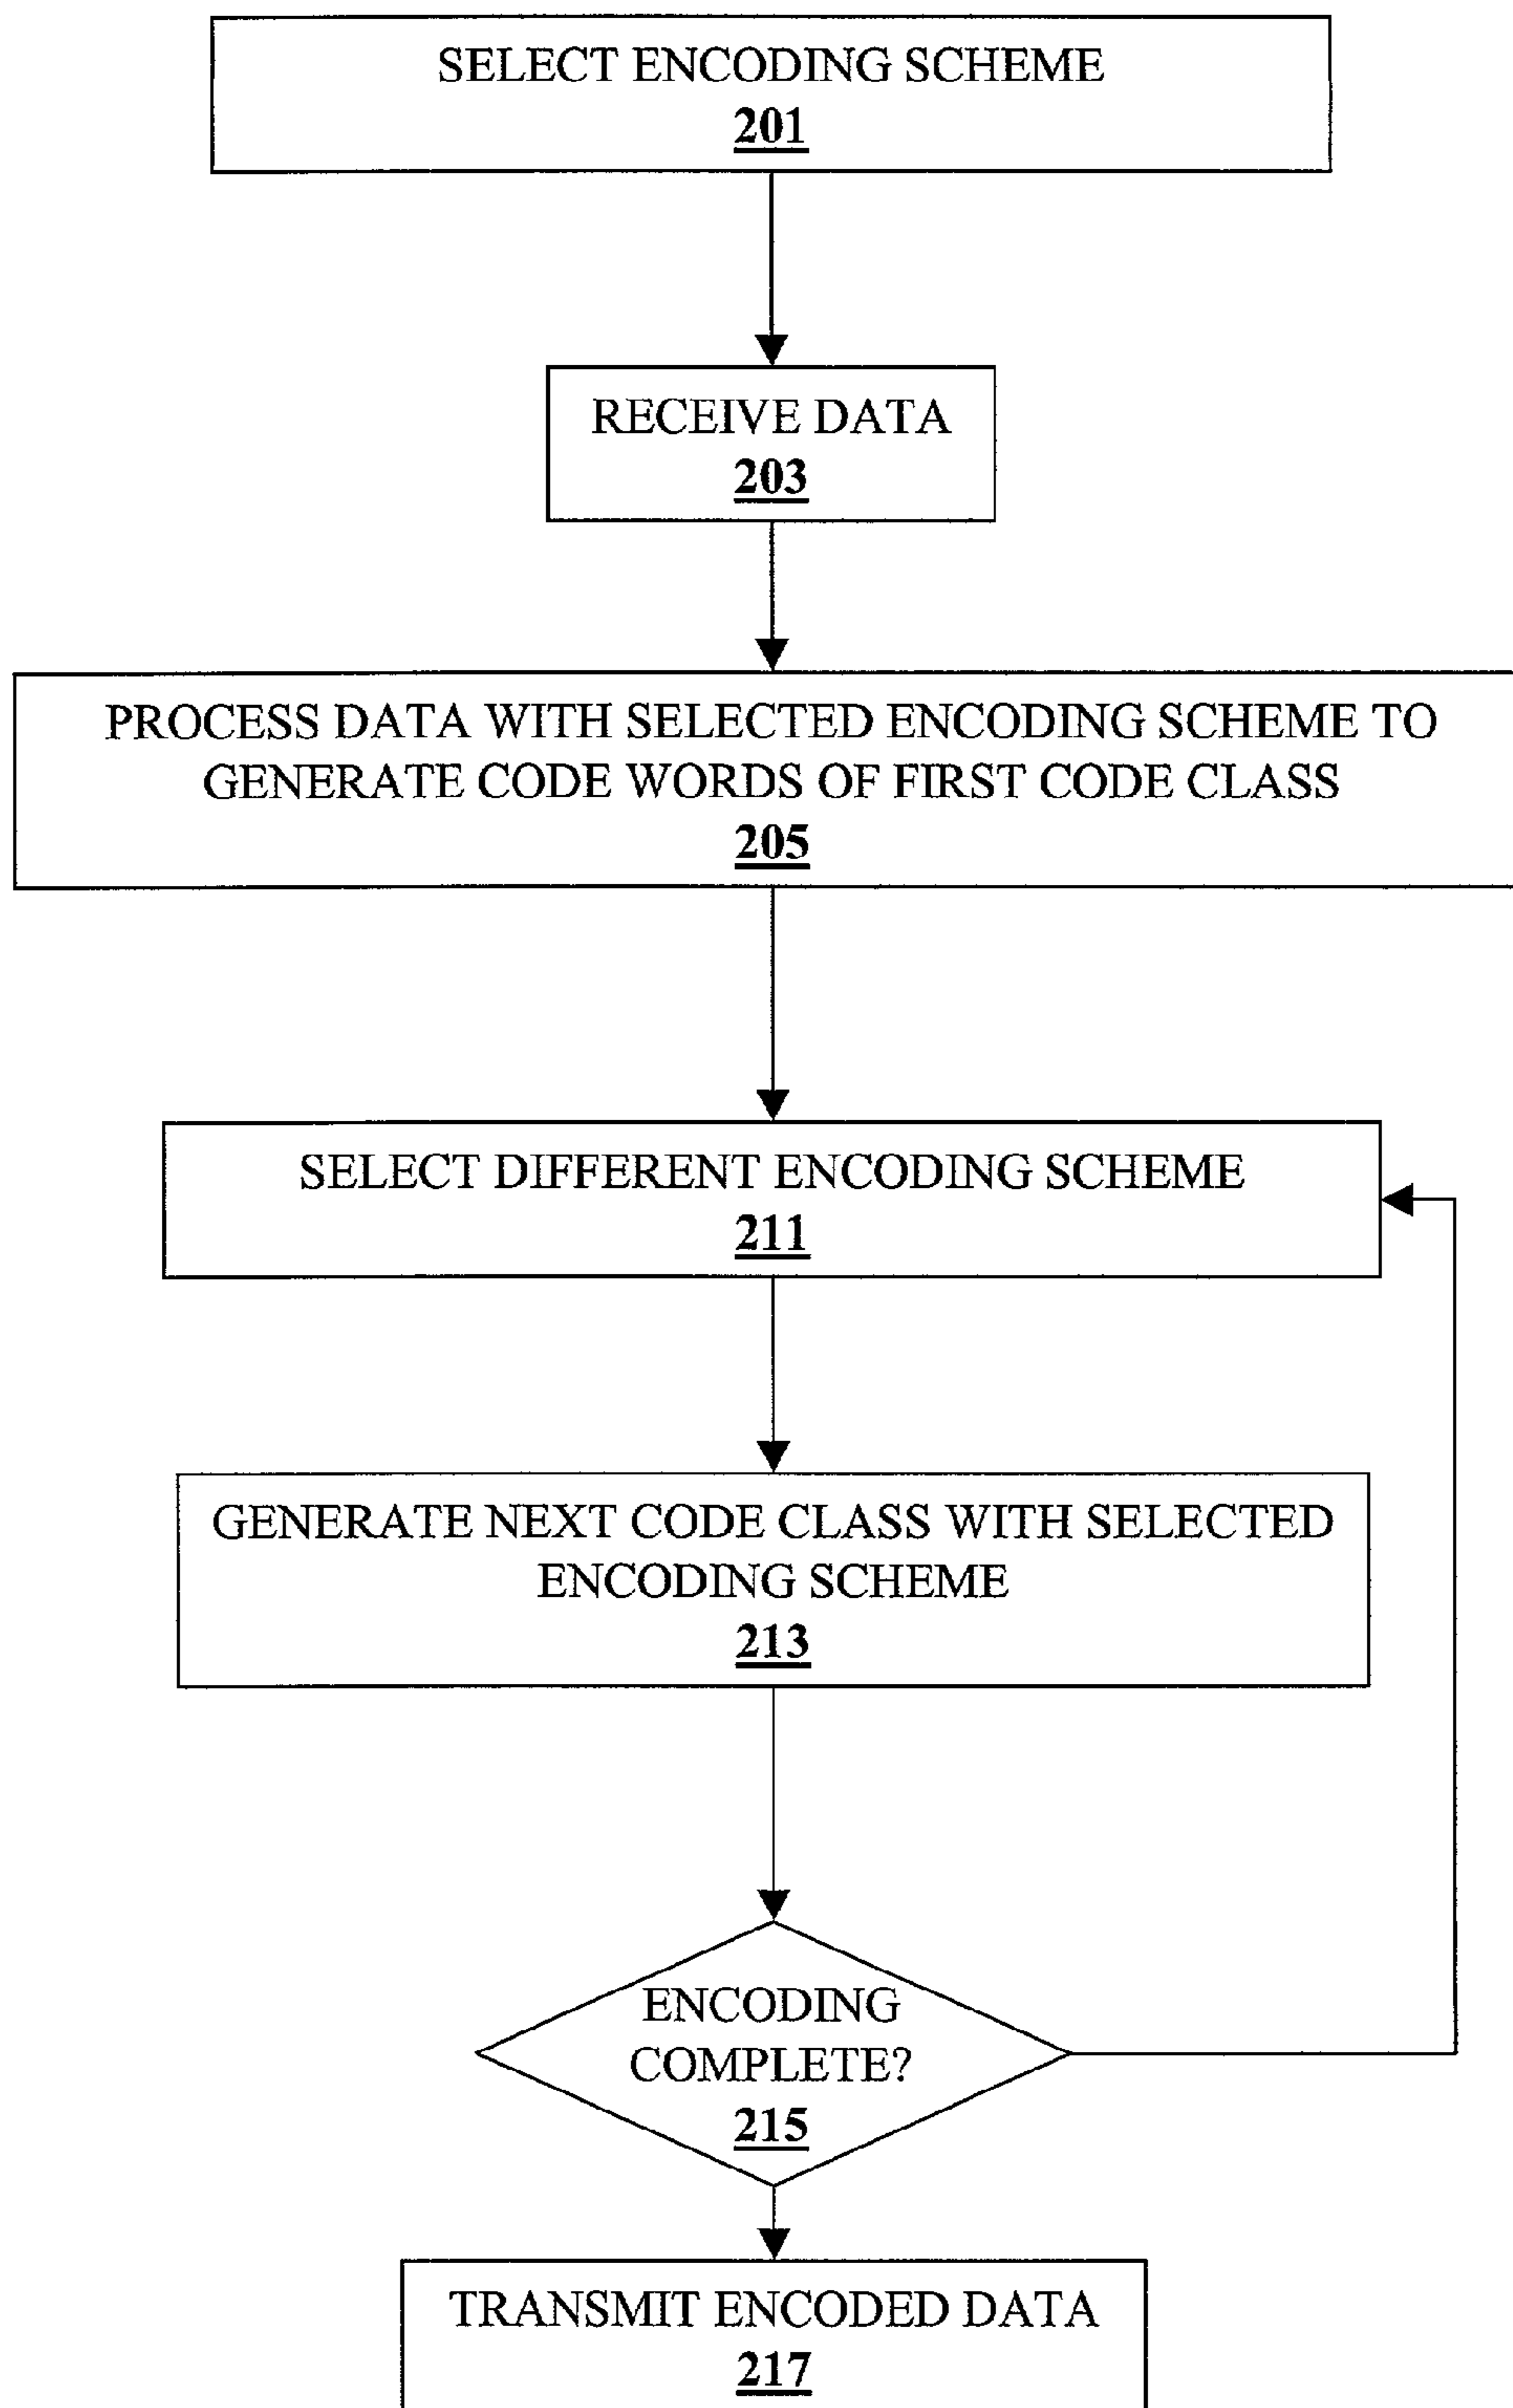 SELECT ENCODING SCHEME
201
RECEIVE DATA
203
PROCESS DATA WITH SELECTED ENCODING SCHEME TO
GENERATE CODE WORDS OF FIRST CODE CLASS
205
SELECT DIFFERENT ENCODING SCHEME
211
GENERATE NEXT CODE CLASS WITH SELECTED
ENCODING SCHEME
213
ENCODING
COMPLETE?
215
TRANSMIT ENCODED DATA
217